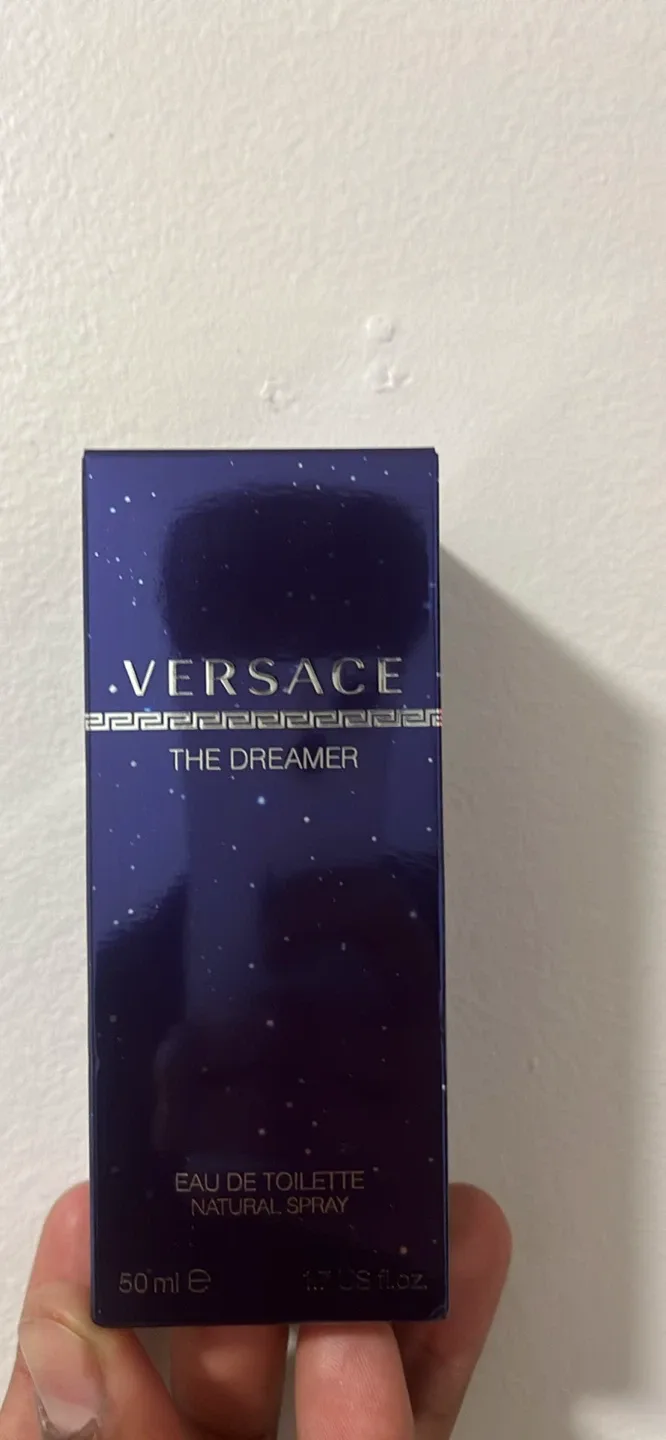 VERSACE
THE DREAMER
EAU DE TOILETTE
NATURAL SPRAY
50 ml e 1.7 US fl.oz.